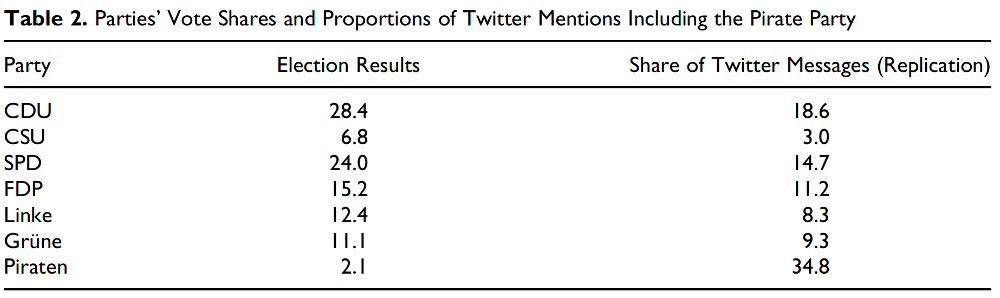 Table 2. Parties' Vote Shares and Proportions of Twitter Mentions Including the Pirate Party
Party Election Results Share of Twitter Messages (Replication)
CDU 28.4 18.6
CSU 6.8 3.0
SPD 24.0 14.7
FDP 15.2 11.2
Linke 12.4 8.3
Grüne 11.1 9.3
Piraten 2.1 34.8